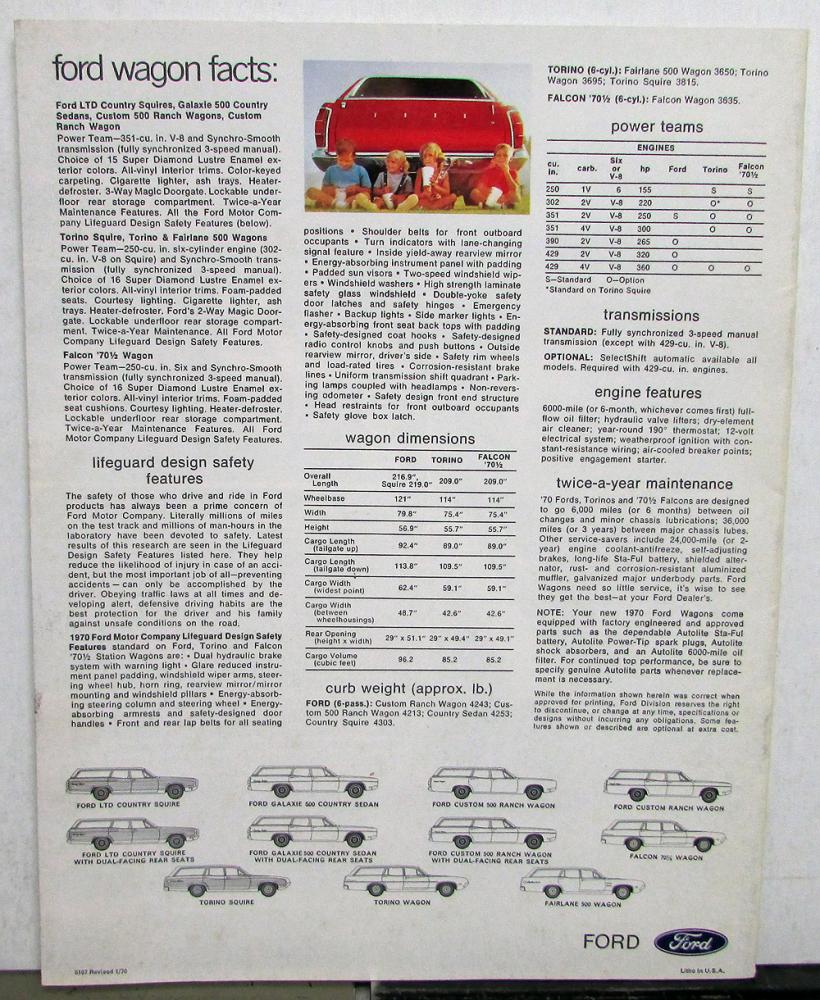 ford wagon facts:
Ford LTD Country Squires, Galaxie 500 Country
Sedans, Custom 500 Ranch Wagons, Custom
Ranch Wagon
Power Team—351-cu. in. V-8 and Synchro-Smooth
transmission (fully synchronized 3-speed manual).
Choice of 15 Super Diamond Lustre Enamel ex-
terior colors. All-vinyl interior trims. Color-keyed
carpeting. Cigarette lighter, ash trays. Heater-
defroster. 3-Way Magic Doorgate. Lockable under-
floor rear storage compartment. Twice-a-Year
Maintenance Features. All the Ford Motor Com-
pany Lifeguard Design Safety Features (below).
Torino Squire, Torino & Fairlane 500 Wagons
Power Team—250-cu. in. six-cylinder engine (302-
cu. in. V-8 on Squire) and Synchro-Smooth trans-
mission (fully synchronized 3-speed manual).
Choice of 16 Super Diamond Lustre Enamel ex-
terior colors. All-vinyl interior trims. Foam-padded
seats. Courtesy lighting. Cigarette lighter, ash
trays. Heater-defroster. Ford's 2-Way Magic Door-
gate. Lockable underfloor rear storage compart-
ment. Twice-a-Year Maintenance. All Ford Motor
Company Lifeguard Design Safety Features.
Falcon '70½ Wagon
Power Team—250-cu. in. Six and Synchro-Smooth
transmission (fully synchronized 3-speed manual).
Choice of 16 Super Diamond Lustre Enamel ex-
terior colors. All-vinyl interior trims. Foam-padded
seat cushions. Courtesy lighting. Heater-defroster.
Lockable underfloor rear storage compartment.
Twice-a-Year Maintenance Features. All Ford
Motor Company Lifeguard Design Safety Features.
lifeguard design safety
features
The safety of those who drive and ride in Ford
products has always been a prime concern of
Ford Motor Company. Literally millions of miles
on the test track and millions of man-hours in the
laboratory have been devoted to safety. Latest
results of this research are seen in the Lifeguard
Design Safety Features listed here. They help
reduce the likelihood of injury in case of an acci-
dent, but the most important job of all—preventing
accidents—can only be accomplished by the
driver. Obeying traffic laws at all times and de-
veloping alert, defensive driving habits are the
best protection for the driver and his family
against unsafe conditions on the road.
1970 Ford Motor Company Lifeguard Design Safety
Features standard on Ford, Torino and Falcon
'70½ Station Wagons are: • Dual hydraulic brake
system with warning light • Glare reduced instru-
ment panel padding, windshield wiper arms, steer-
ing wheel hub, horn ring, rearview mirror/mirror
mounting and windshield pillars • Energy-absorb-
ing steering column and steering wheel • Energy-
absorbing armrests and safety-designed door
handles • Front and rear lap belts for all seating
positions • Shoulder belts for front outboard
occupants • Turn indicators with lane-changing
signal feature • Inside yield-away rearview mirror
• Energy-absorbing instrument panel with padding
• Padded sun visors • Two-speed windshield wip-
ers • Windshield washers • High strength laminate
safety glass windshield • Double-yoke safety
door latches and safety hinges • Emergency
flasher • Backup lights • Side marker lights • En-
ergy-absorbing front seat back tops with padding
• Safety-designed coat hooks • Safety-designed
radio control knobs and push buttons • Outside
rearview mirror, driver's side • Safety rim wheels
and load-rated tires • Corrosion-resistant brake
lines • Uniform transmission shift quadrant • Park-
ing lamps coupled with headlamps • Non-revers-
ing odometer • Safety design front end structure
• Head restraints for front outboard occupants
• Safety glove box latch.
wagon dimensions
FORD TORINO FALCON '70½
Overall Length 216.9" Squire 219.0" 209.0" 209.0"
Wheelbase 121" 114" 114"
Width 79.8" 75.4" 75.4"
Height 56.9" 55.7" 55.7"
Cargo Length (tailgate up) 92.4" 89.0" 89.0"
Cargo Length (tailgate down) 113.8" 109.5" 109.5"
Cargo Width (widest point) 62.4" 59.1" 59.1"
Cargo Width (between wheelhousings) 48.7" 42.6" 42.6"
Rear Opening (height x width) 29" x 51.1" 29" x 49.4" 29" x 49.1"
Cargo Volume (cubic feet) 96.2 85.2 85.2
curb weight (approx. lb.)
FORD (6-pass.): Custom Ranch Wagon 4243; Cus-
tom 500 Ranch Wagon 4213; Country Sedan 4253;
Country Squire 4303.
TORINO (6-cyl.): Fairlane 500 Wagon 3650; Torino
Wagon 3695; Torino Squire 3815.
FALCON '70½ (6-cyl.): Falcon Wagon 3635.
power teams
ENGINES
cu. in. carb. Six or V-8 hp Ford Torino Falcon '70½
250 1V 6 155 S S
302 2V V-8 220 O* O
351 2V V-8 250 S O O
351 4V V-8 300 O O
390 2V V-8 265 O
429 2V V-8 320 O
429 4V V-8 360 O O O
S—Standard O—Option
*Standard on Torino Squire
transmissions
STANDARD: Fully synchronized 3-speed manual
transmission (except with 429-cu. in. V-8).
OPTIONAL: SelectShift automatic available all
models. Required with 429-cu. in. engines.
engine features
6000-mile (or 6-month, whichever comes first) full-
flow oil filter; hydraulic valve lifters; dry-element
air cleaner; year-round 190° thermostat; 12-volt
electrical system; weatherproof ignition with con-
stant-resistance wiring; air-cooled breaker points;
positive engagement starter.
twice-a-year maintenance
'70 Fords, Torinos and '70½ Falcons are designed
to go 6,000 miles (or 6 months) between oil
changes and minor chassis lubrications; 36,000
miles (or 3 years) between major chassis lubes.
Other service-savers include 24,000-mile (or 2-
year) engine coolant-antifreeze, self-adjusting
brakes, long-life Sta-Ful battery, shielded alter-
nator, rust- and corrosion-resistant aluminized
muffler, galvanized major underbody parts. Ford
Wagons need so little service, it's wise to see
they get the best—at your Ford Dealer's.
NOTE: Your new 1970 Ford Wagons come
equipped with factory engineered and approved
parts such as the dependable Autolite Sta-Ful
battery, Autolite Power-Tip spark plugs, Autolite
shock absorbers, and an Autolite 6000-mile oil
filter. For continued top performance, be sure to
specify genuine Autolite parts whenever replace-
ment is necessary.
While the information shown herein was correct when
approved for printing, Ford Division reserves the right
to discontinue, or change at any time, specifications or
designs without incurring any obligations. Some fea-
tures shown or described are optional at extra cost.
FORD LTD COUNTRY SQUIRE
FORD GALAXIE 500 COUNTRY SEDAN
FORD CUSTOM 500 RANCH WAGON
FORD CUSTOM RANCH WAGON
FORD LTD COUNTRY SQUIRE
WITH DUAL-FACING REAR SEATS
FORD GALAXIE 500 COUNTRY SEDAN
WITH DUAL-FACING REAR SEATS
FORD CUSTOM 500 RANCH WAGON
WITH DUAL-FACING REAR SEATS
FALCON 70½ WAGON
TORINO SQUIRE
TORINO WAGON
FAIRLANE 500 WAGON
FORD
Ford
5107 Revised 1/70
Litho in U.S.A.